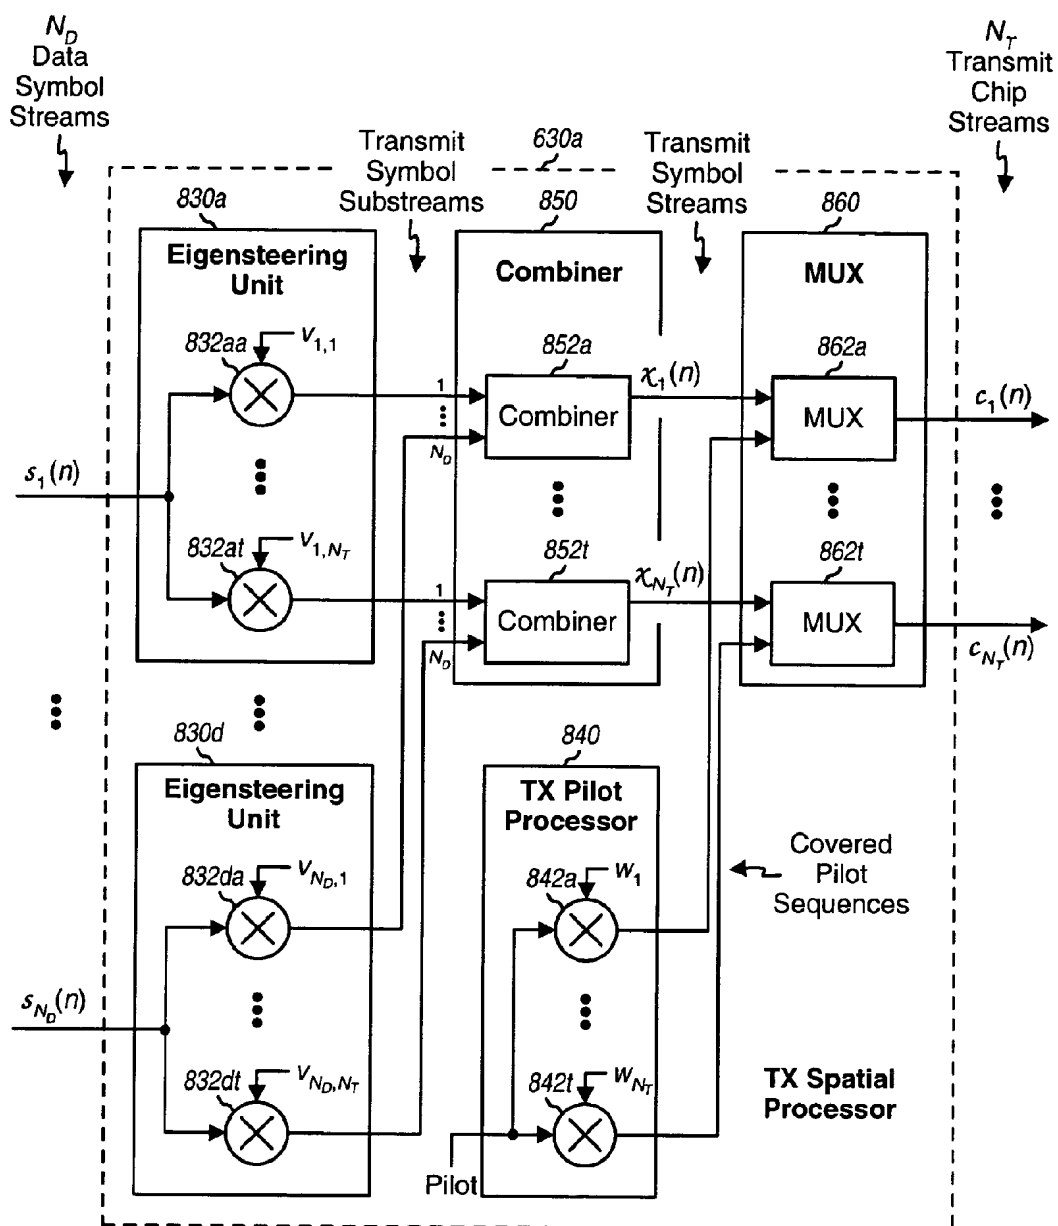 N_D
Data
Symbol
Streams
N_T
Transmit
Chip
Streams
Transmit
Symbol
Substreams
630a
Transmit
Symbol
Streams
830a
Eigensteering
Unit
832aa
v_{1,1}
832at
v_{1,N_T}
s_1(n)
850
Combiner
1
N_D
852a
Combiner
χ_1(n)
1
N_D
852t
Combiner
χ_{N_T}(n)
860
MUX
862a
MUX
c_1(n)
862t
MUX
c_{N_T}(n)
830d
Eigensteering
Unit
832da
v_{N_D,1}
832dt
v_{N_D,N_T}
s_{N_D}(n)
840
TX Pilot
Processor
842a
w_1
842t
w_{N_T}
Pilot
Covered
Pilot
Sequences
TX Spatial
Processor